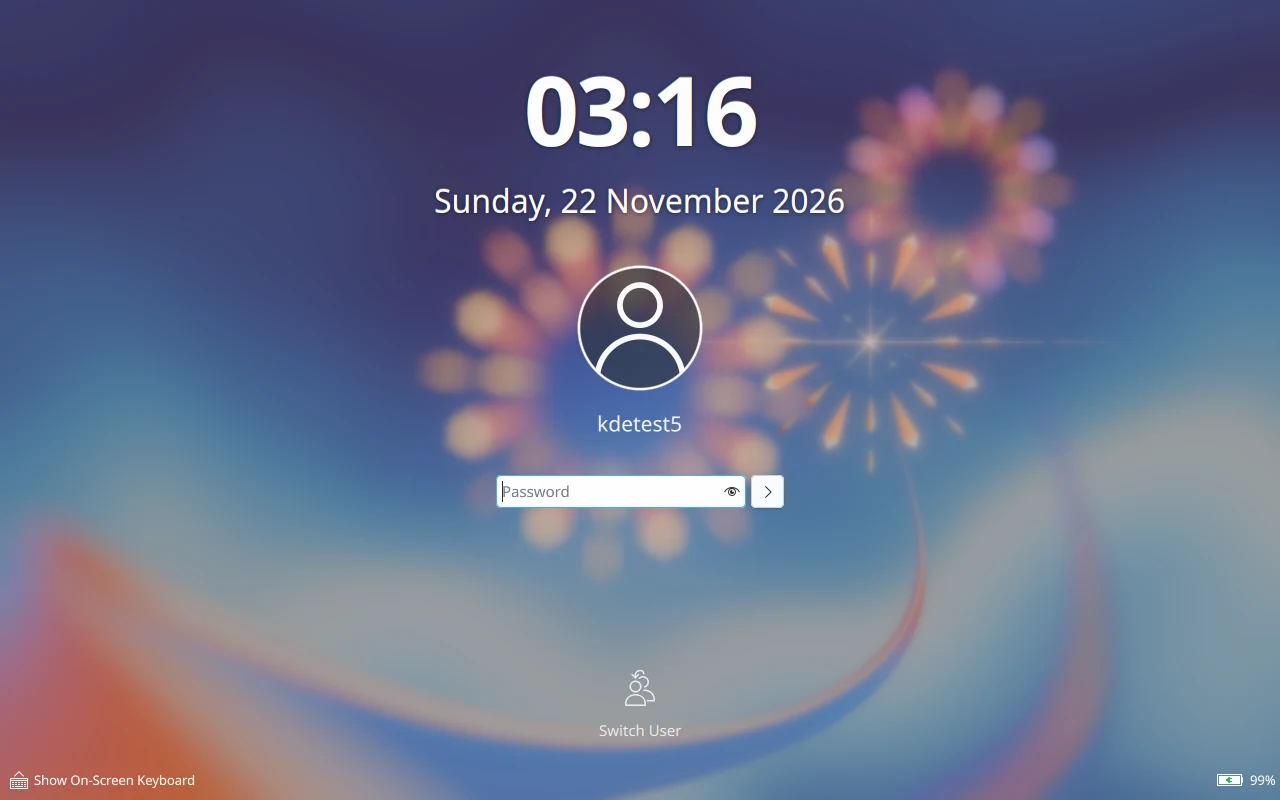 03:16
Sunday, 22 November 2026
kdetest5
Password
Switch User
Show On-Screen Keyboard
99%